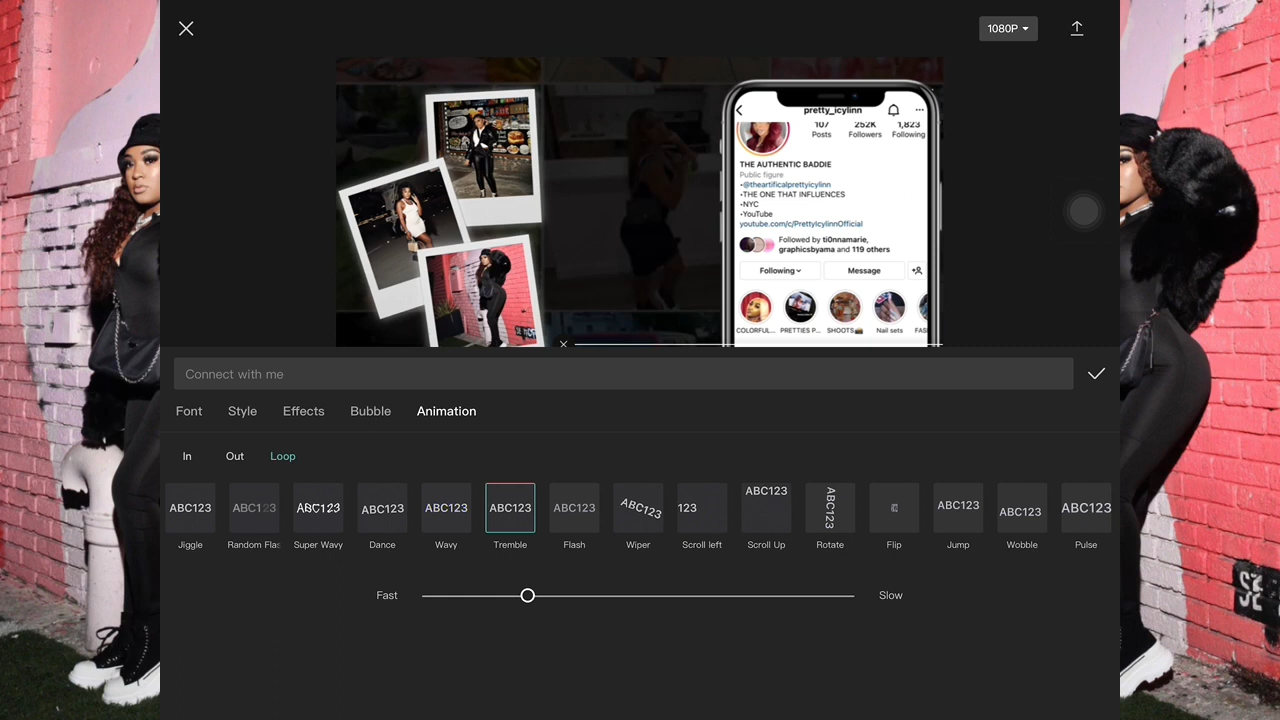 1080P
pretty_icylinn
107 252K 1,823
Posts Followers Following
THE AUTHENTIC BADDIE
Public figure
•@theartificalprettyicylinn
•THE ONE THAT INFLUENCES
•NYC
•YouTube
youtube.com/c/PrettyIcylinnOfficial
Followed by ti0nnamarie,
graphicsbyama and 119 others
Following Message
COLORFUL... PRETTIES P... SHOOTS📸 Nail sets FAS
Connect with me
Font Style Effects Bubble Animation
In Out Loop
ABC123 ABC123 ABC123 ABC123 ABC123 ABC123 ABC123 ABC123 123 ABC123 ABC123 ABC123 ABC123 ABC123
Jiggle Random Flas Super Wavy Dance Wavy Tremble Flash Wiper Scroll left Scroll Up Rotate Flip Jump Wobble Pulse
Fast Slow